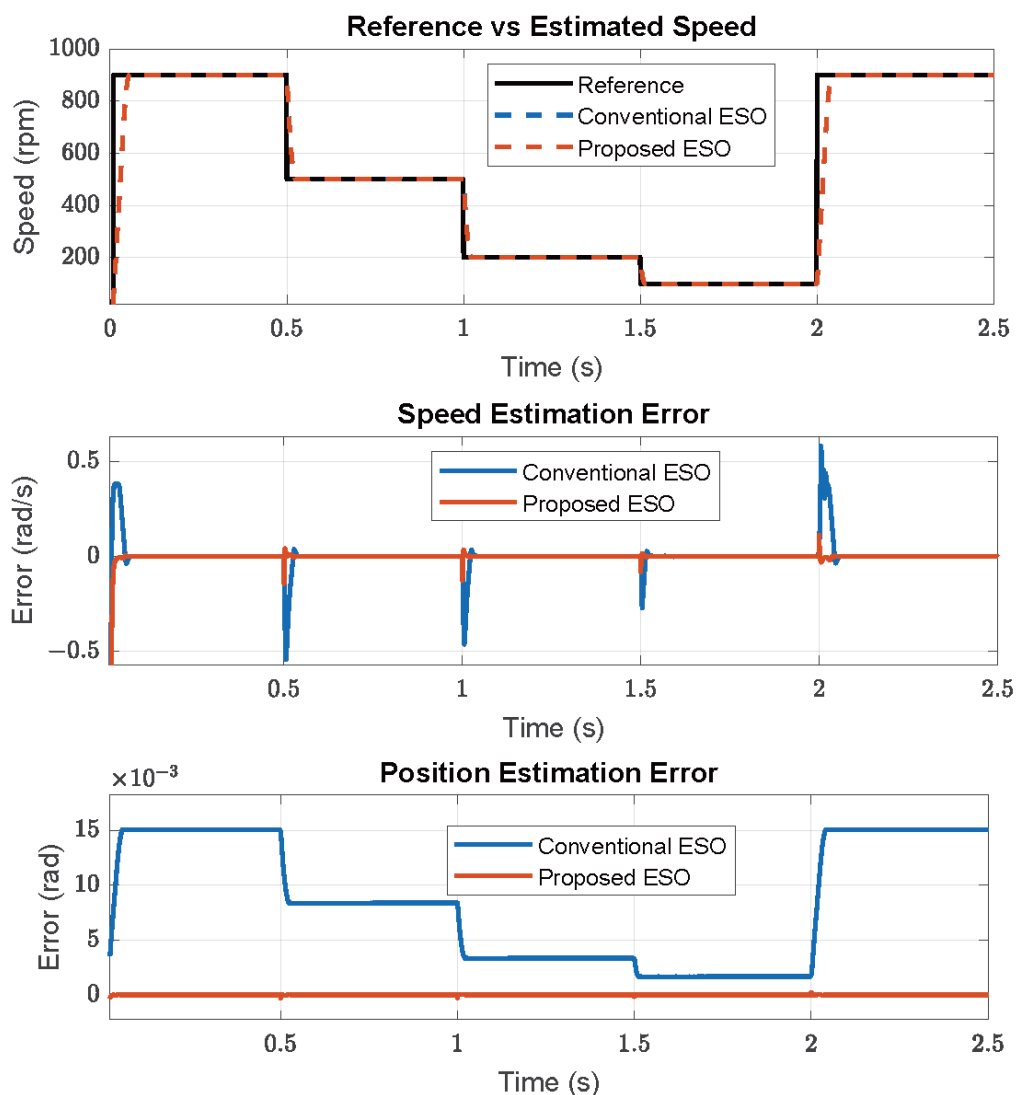 Reference vs Estimated Speed
1000
800
600
400
200
Speed (rpm)
Reference
Conventional ESO
Proposed ESO
0 0.5 1 1.5 2 2.5
Time (s)
Speed Estimation Error
0.5
0
−0.5
Error (rad/s)
Conventional ESO
Proposed ESO
0.5 1 1.5 2 2.5
Time (s)
×10⁻³
Position Estimation Error
15
10
5
0
Error (rad)
Conventional ESO
Proposed ESO
0.5 1 1.5 2 2.5
Time (s)